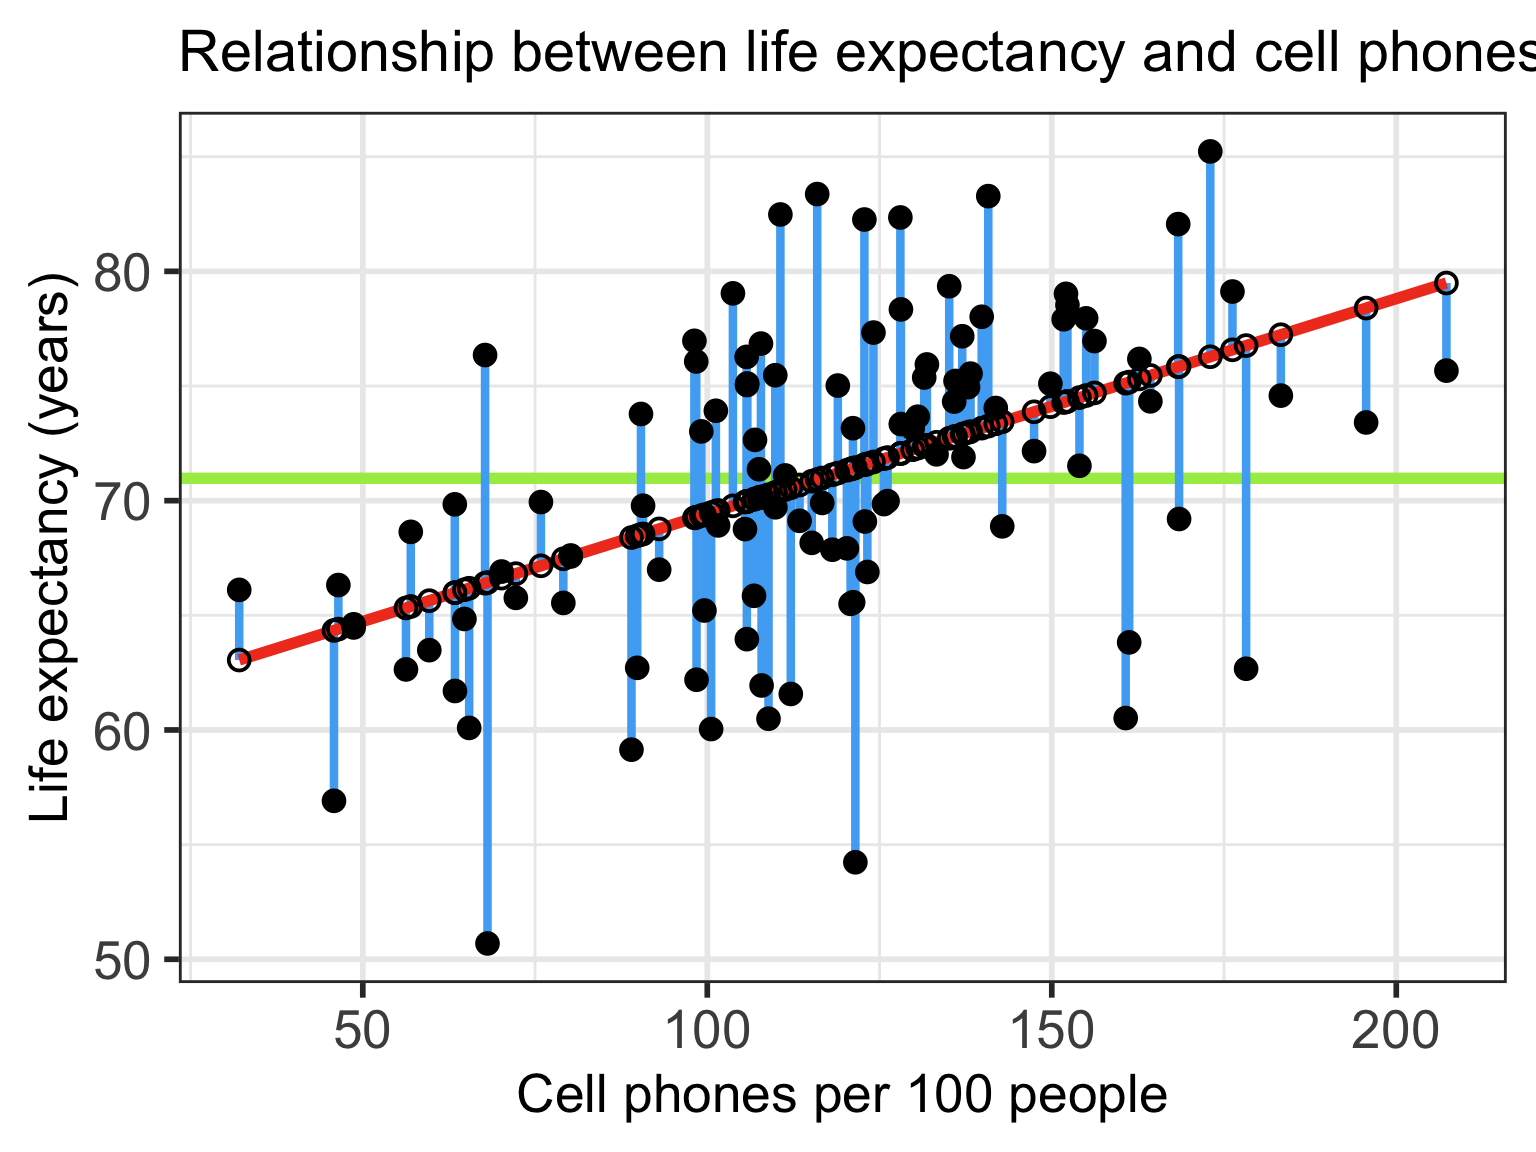 Relationship between life expectancy and cell phones
Life expectancy (years)
80
70
60
50
50 100 150 200
Cell phones per 100 people